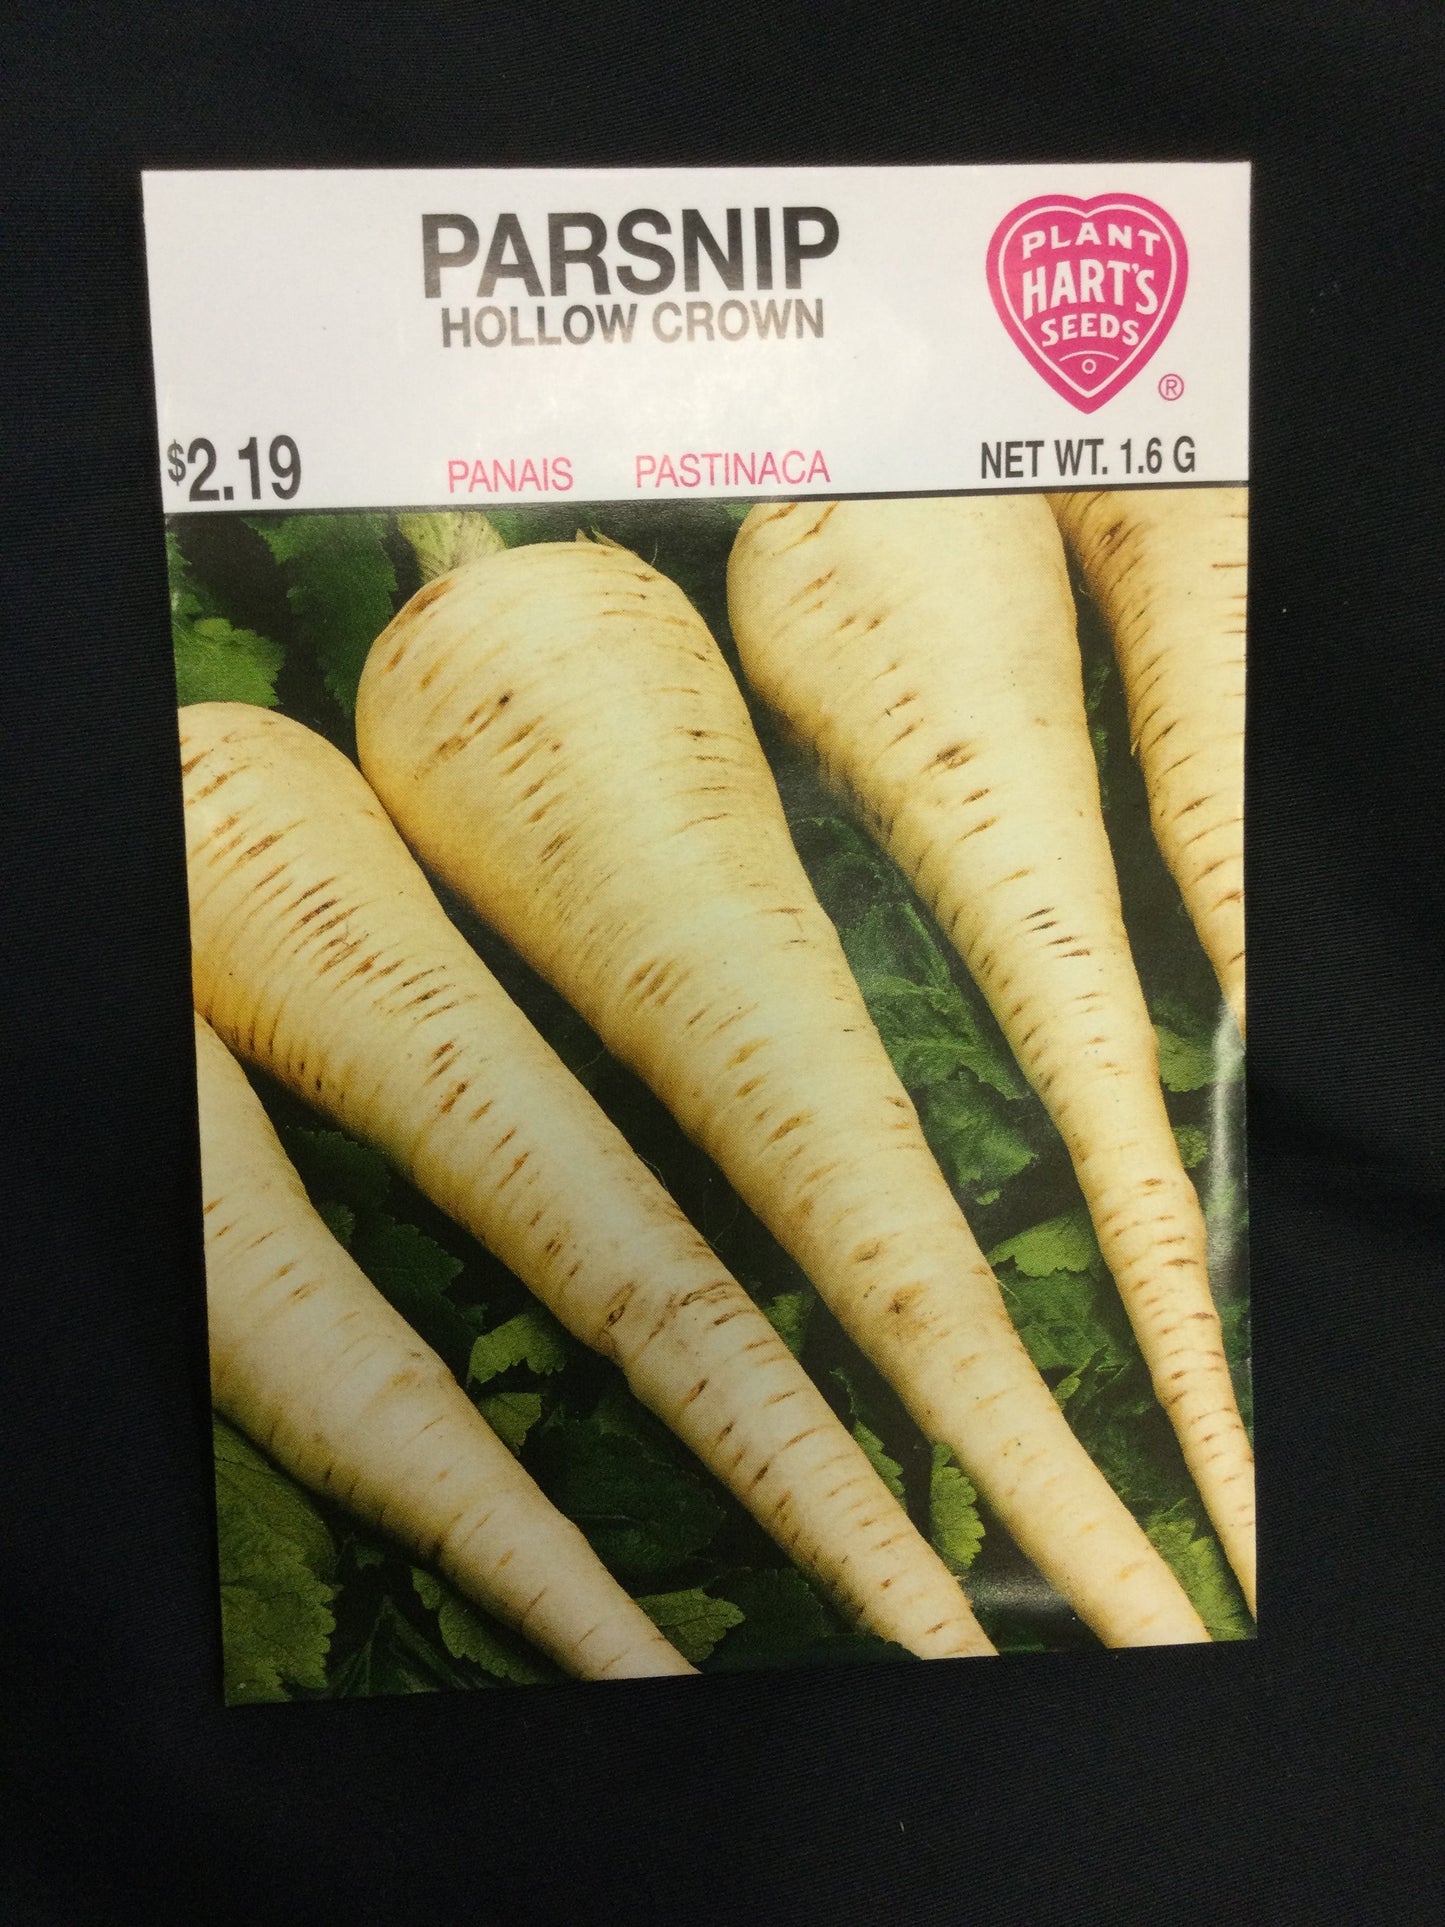 PARSNIP
HOLLOW CROWN
PLANT
HART'S
SEEDS
®
$2.19
PANAIS PASTINACA
NET WT. 1.6 G